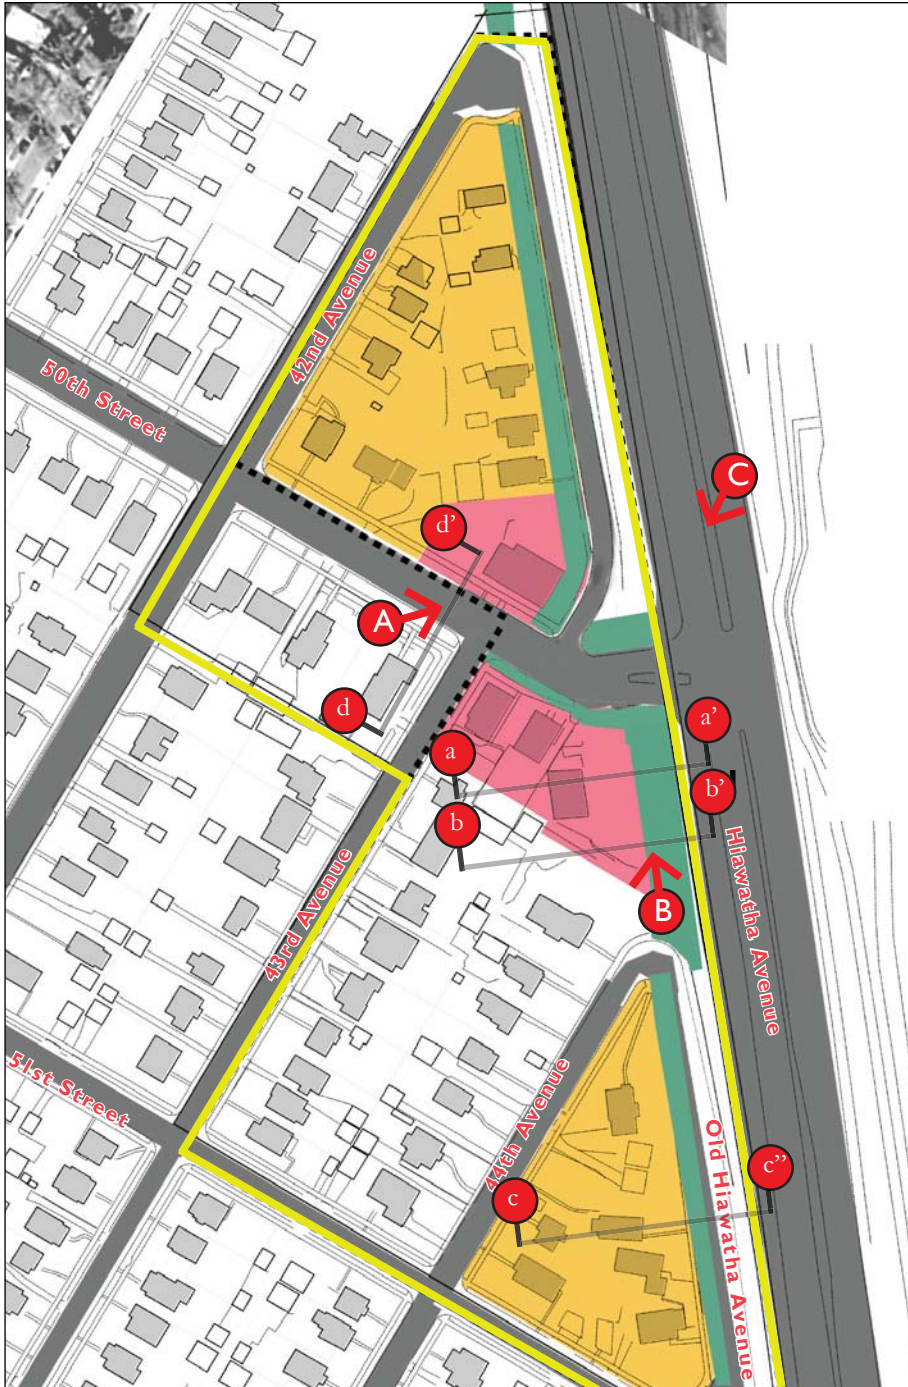 42nd Avenue
50th Street
C
d’
A
d
a’
a
b’
b
Hiawatha Avenue
B
43rd Avenue
51st Street
44th Avenue
Old Hiawatha Avenue
c”
c